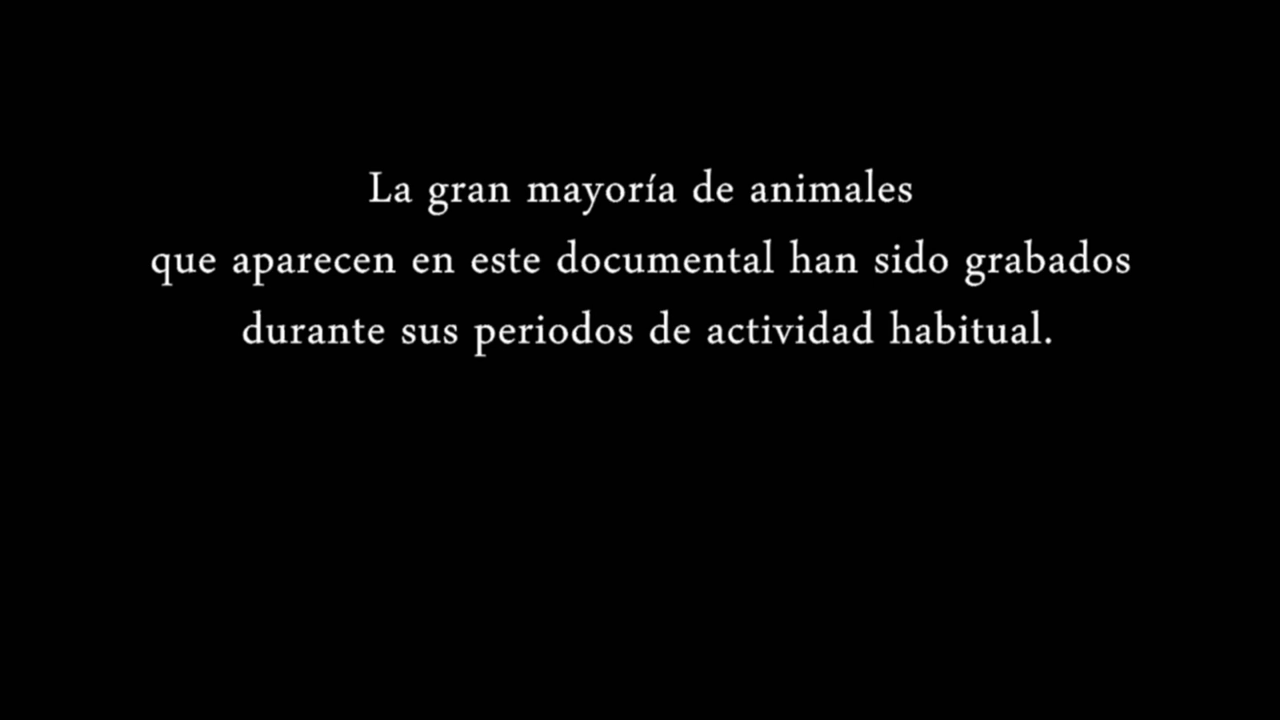 La gran mayoría de animales
que aparecen en este documental han sido grabados
durante sus periodos de actividad habitual.